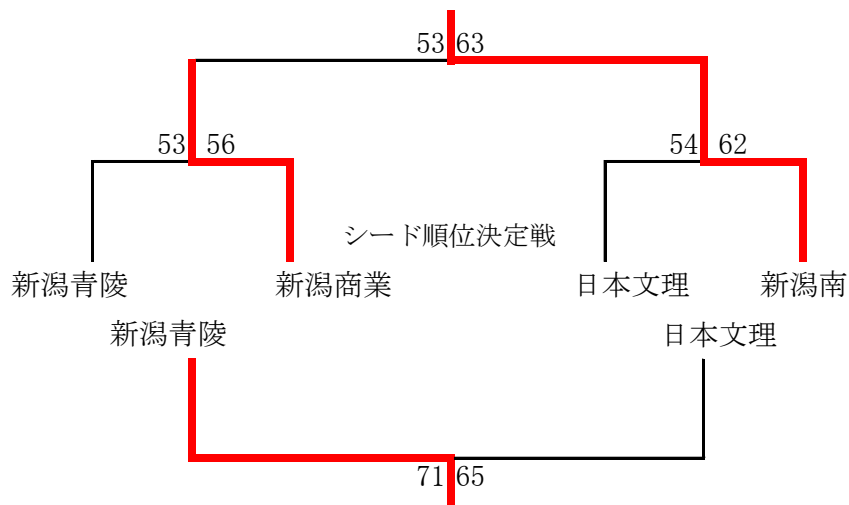 53 63
53 56
54 62
シード順位決定戦
新潟青陵 新潟商業 日本文理 新潟南
新潟青陵 日本文理
71 65